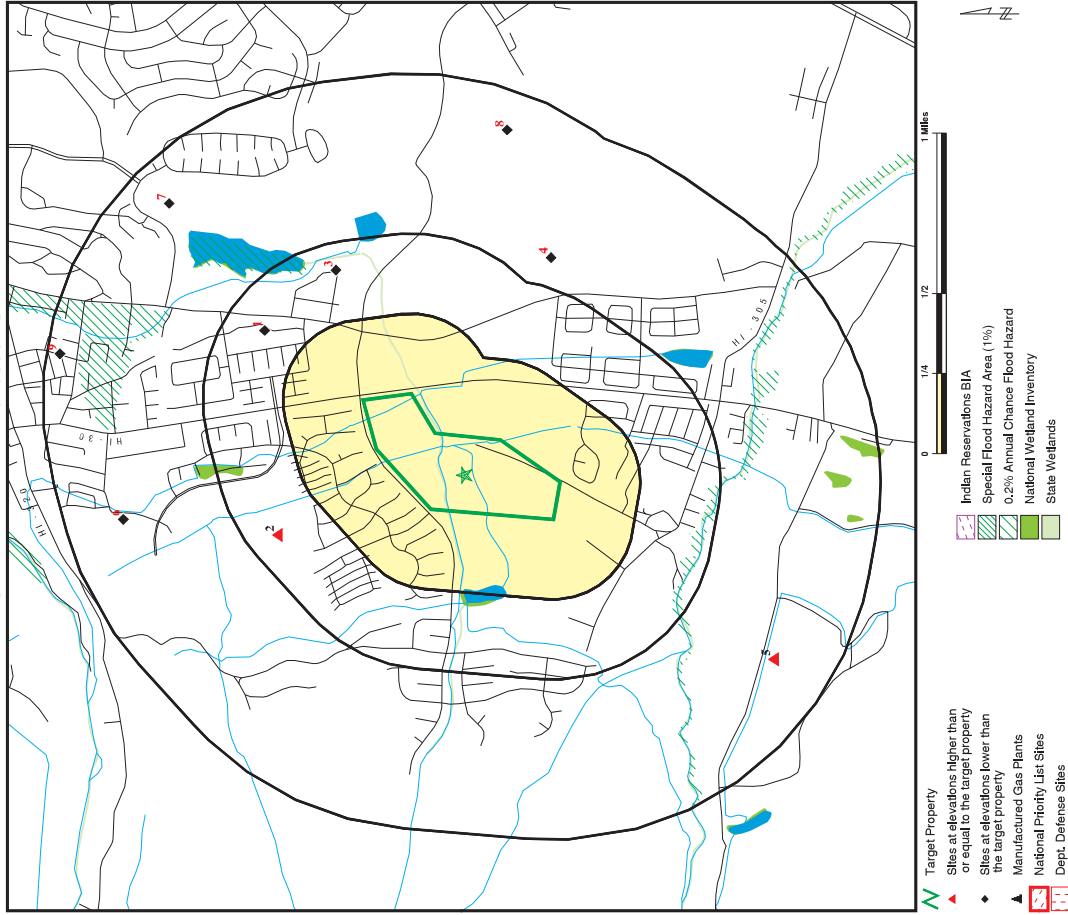 7
9
1
3
4
8
6
2
5
HI-320
HI-30
HI-305
0
1/4
1/2
1 Miles
Target Property
Sites at elevations higher than
or equal to the target property
Sites at elevations lower than
the target property
Manufactured Gas Plants
National Priority List Sites
Dept. Defense Sites
Indian Reservations BIA
Special Flood Hazard Area (1%)
0.2% Annual Chance Flood Hazard
National Wetland Inventory
State Wetlands